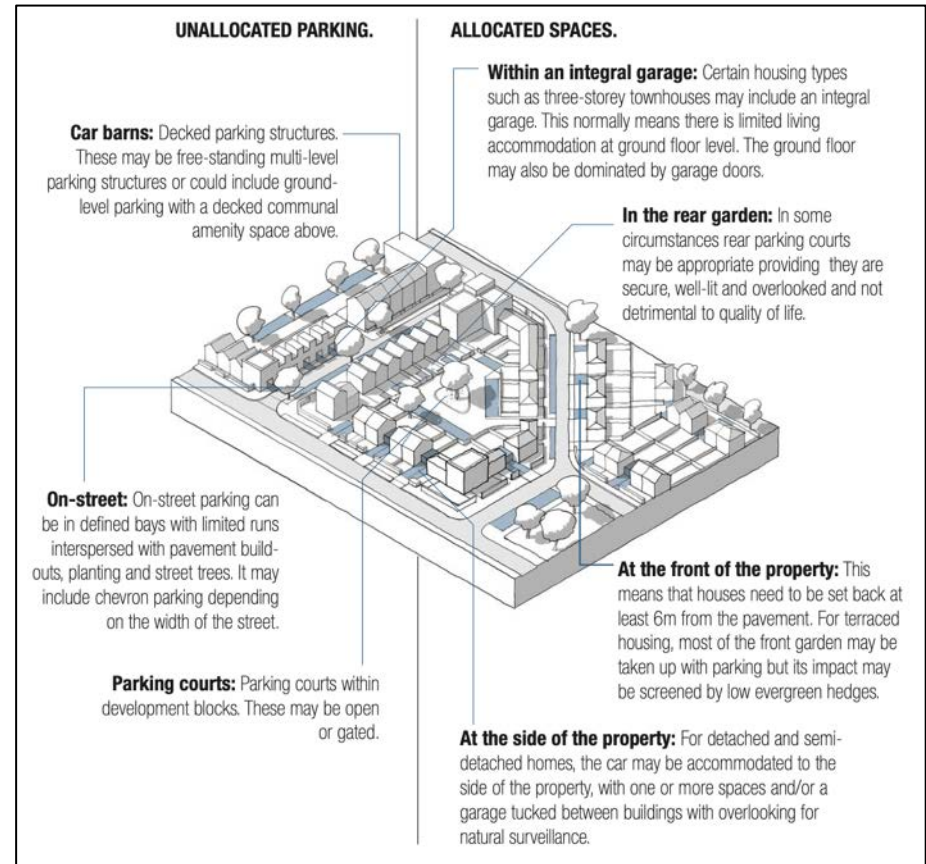 UNALLOCATED PARKING.
Car barns: Decked parking structures.
These may be free-standing multi-level
parking structures or could include ground-
level parking with a decked communal
amenity space above.
On-street: On-street parking can
be in defined bays with limited runs
interspersed with pavement build-
outs, planting and street trees. It may
include chevron parking depending
on the width of the street.
Parking courts: Parking courts within
development blocks. These may be open
or gated.
ALLOCATED SPACES.
Within an integral garage: Certain housing types
such as three-storey townhouses may include an integral
garage. This normally means there is limited living
accommodation at ground floor level. The ground floor
may also be dominated by garage doors.
In the rear garden: In some
circumstances rear parking courts
may be appropriate providing they are
secure, well-lit and overlooked and not
detrimental to quality of life.
At the front of the property: This
means that houses need to be set back at
least 6m from the pavement. For terraced
housing, most of the front garden may be
taken up with parking but its impact may
be screened by low evergreen hedges.
At the side of the property: For detached and semi-
detached homes, the car may be accommodated to the
side of the property, with one or more spaces and/or a
garage tucked between buildings with overlooking for
natural surveillance.